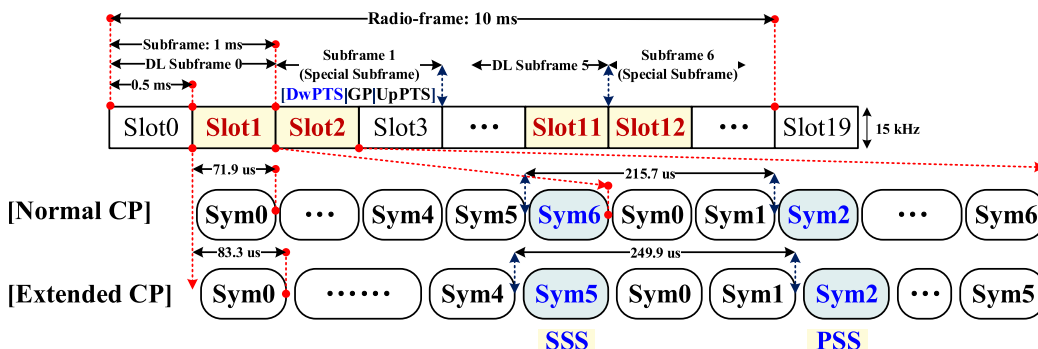 Radio-frame: 10 ms
Subframe: 1 ms
DL Subframe 0
Subframe 1
(Special Subframe)
DL Subframe 5
Subframe 6
(Special Subframe)
0.5 ms
[DwPTS|GP|UpPTS]
Slot0 Slot1 Slot2 Slot3 ··· Slot11 Slot12 ··· Slot19
15 kHz
71.9 us 215.7 us
[Normal CP] Sym0 ··· Sym4 Sym5 Sym6 Sym0 Sym1 Sym2 ··· Sym6
83.3 us 249.9 us
[Extended CP] Sym0 ······ Sym4 Sym5 Sym0 Sym1 Sym2 ··· Sym5
SSS PSS